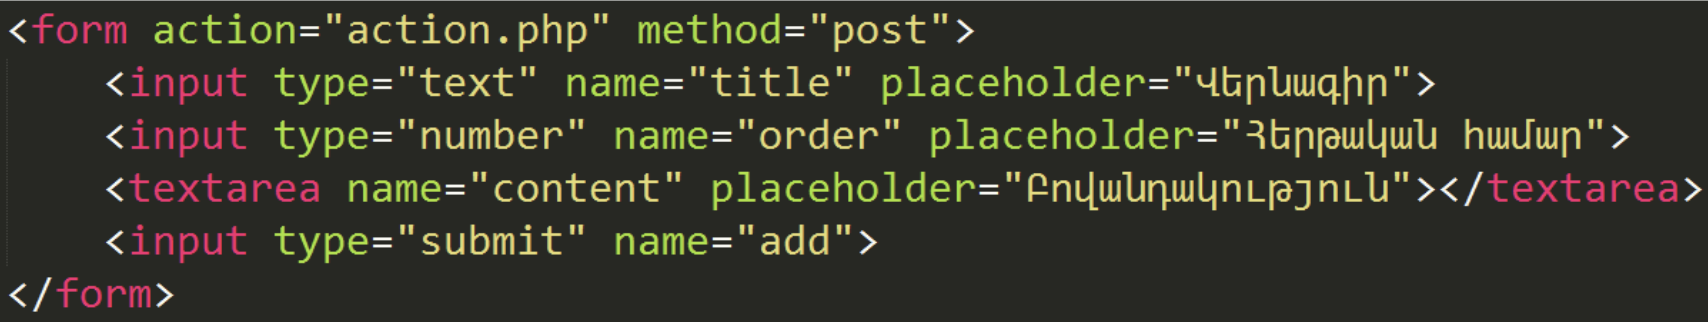 <form action="action.php" method="post">
<input type="text" name="title" placeholder="Վերնագիր">
<input type="number" name="order" placeholder="Հերթական համար">
<textarea name="content" placeholder="Բովանդակություն"></textarea>
<input type="submit" name="add">
</form>